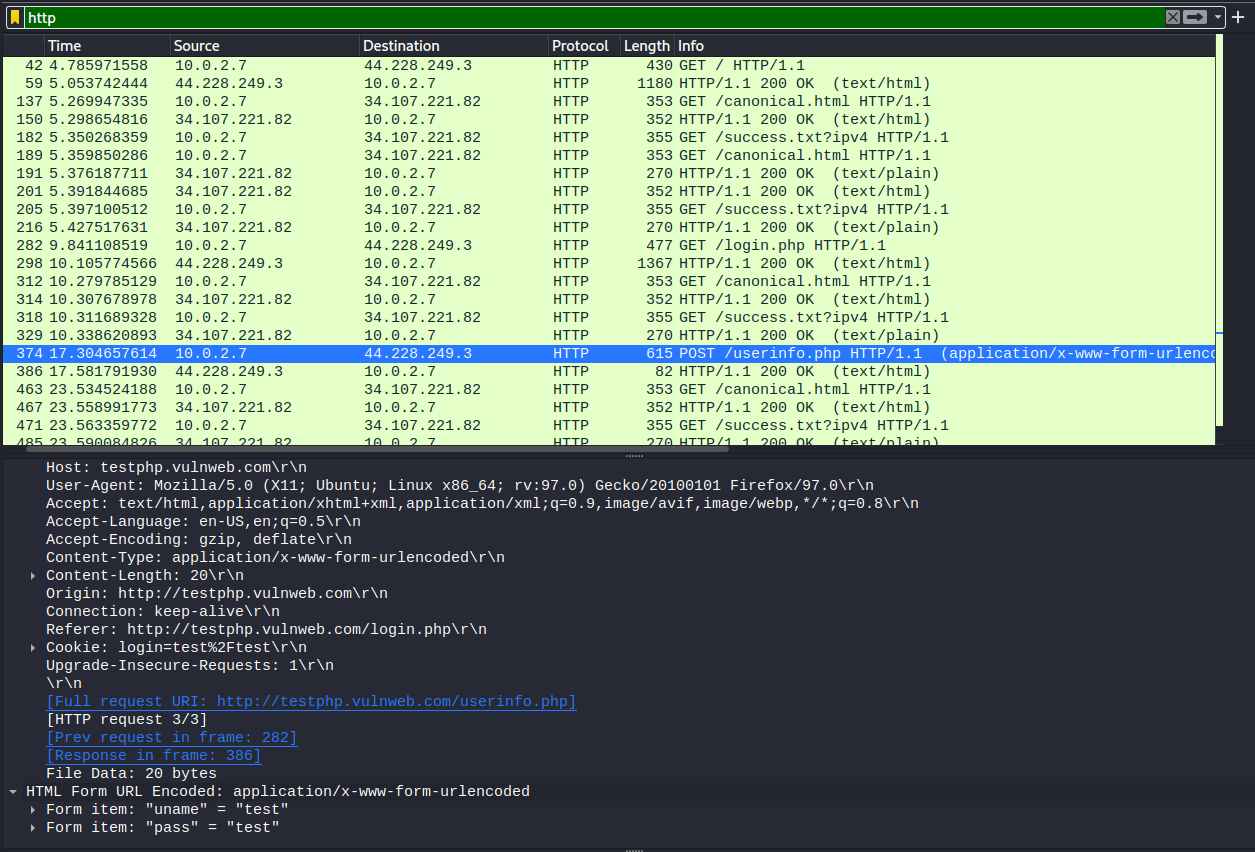 http
Time Source Destination Protocol Length Info
42 4.785971558 10.0.2.7 44.228.249.3 HTTP 430 GET / HTTP/1.1
59 5.053742444 44.228.249.3 10.0.2.7 HTTP 1180 HTTP/1.1 200 OK (text/html)
137 5.269947335 10.0.2.7 34.107.221.82 HTTP 353 GET /canonical.html HTTP/1.1
150 5.298654816 34.107.221.82 10.0.2.7 HTTP 352 HTTP/1.1 200 OK (text/html)
182 5.350268359 10.0.2.7 34.107.221.82 HTTP 355 GET /success.txt?ipv4 HTTP/1.1
189 5.359850286 10.0.2.7 34.107.221.82 HTTP 353 GET /canonical.html HTTP/1.1
191 5.376187711 34.107.221.82 10.0.2.7 HTTP 270 HTTP/1.1 200 OK (text/plain)
201 5.391844685 34.107.221.82 10.0.2.7 HTTP 352 HTTP/1.1 200 OK (text/html)
205 5.397100512 10.0.2.7 34.107.221.82 HTTP 355 GET /success.txt?ipv4 HTTP/1.1
216 5.427517631 34.107.221.82 10.0.2.7 HTTP 270 HTTP/1.1 200 OK (text/plain)
282 9.841108519 10.0.2.7 44.228.249.3 HTTP 477 GET /login.php HTTP/1.1
298 10.105774566 44.228.249.3 10.0.2.7 HTTP 1367 HTTP/1.1 200 OK (text/html)
312 10.279785129 10.0.2.7 34.107.221.82 HTTP 353 GET /canonical.html HTTP/1.1
314 10.307678978 34.107.221.82 10.0.2.7 HTTP 352 HTTP/1.1 200 OK (text/html)
318 10.311689328 10.0.2.7 34.107.221.82 HTTP 355 GET /success.txt?ipv4 HTTP/1.1
329 10.338620893 34.107.221.82 10.0.2.7 HTTP 270 HTTP/1.1 200 OK (text/plain)
374 17.304657614 10.0.2.7 44.228.249.3 HTTP 615 POST /userinfo.php HTTP/1.1 (application/x-www-form-urlenco
386 17.581791930 44.228.249.3 10.0.2.7 HTTP 82 HTTP/1.1 200 OK (text/html)
463 23.534524188 10.0.2.7 34.107.221.82 HTTP 353 GET /canonical.html HTTP/1.1
467 23.558991773 34.107.221.82 10.0.2.7 HTTP 352 HTTP/1.1 200 OK (text/html)
471 23.563359772 10.0.2.7 34.107.221.82 HTTP 355 GET /success.txt?ipv4 HTTP/1.1
485 23.590084826 34.107.221.82 10.0.2.7 HTTP 270 HTTP/1.1 200 OK (text/plain)
Host: testphp.vulnweb.com\r\n
User-Agent: Mozilla/5.0 (X11; Ubuntu; Linux x86_64; rv:97.0) Gecko/20100101 Firefox/97.0\r\n
Accept: text/html,application/xhtml+xml,application/xml;q=0.9,image/avif,image/webp,*/*;q=0.8\r\n
Accept-Language: en-US,en;q=0.5\r\n
Accept-Encoding: gzip, deflate\r\n
Content-Type: application/x-www-form-urlencoded\r\n
Content-Length: 20\r\n
Origin: http://testphp.vulnweb.com\r\n
Connection: keep-alive\r\n
Referer: http://testphp.vulnweb.com/login.php\r\n
Cookie: login=test%2Ftest\r\n
Upgrade-Insecure-Requests: 1\r\n
\r\n
[Full request URI: http://testphp.vulnweb.com/userinfo.php]
[HTTP request 3/3]
[Prev request in frame: 282]
[Response in frame: 386]
File Data: 20 bytes
HTML Form URL Encoded: application/x-www-form-urlencoded
Form item: "uname" = "test"
Form item: "pass" = "test"